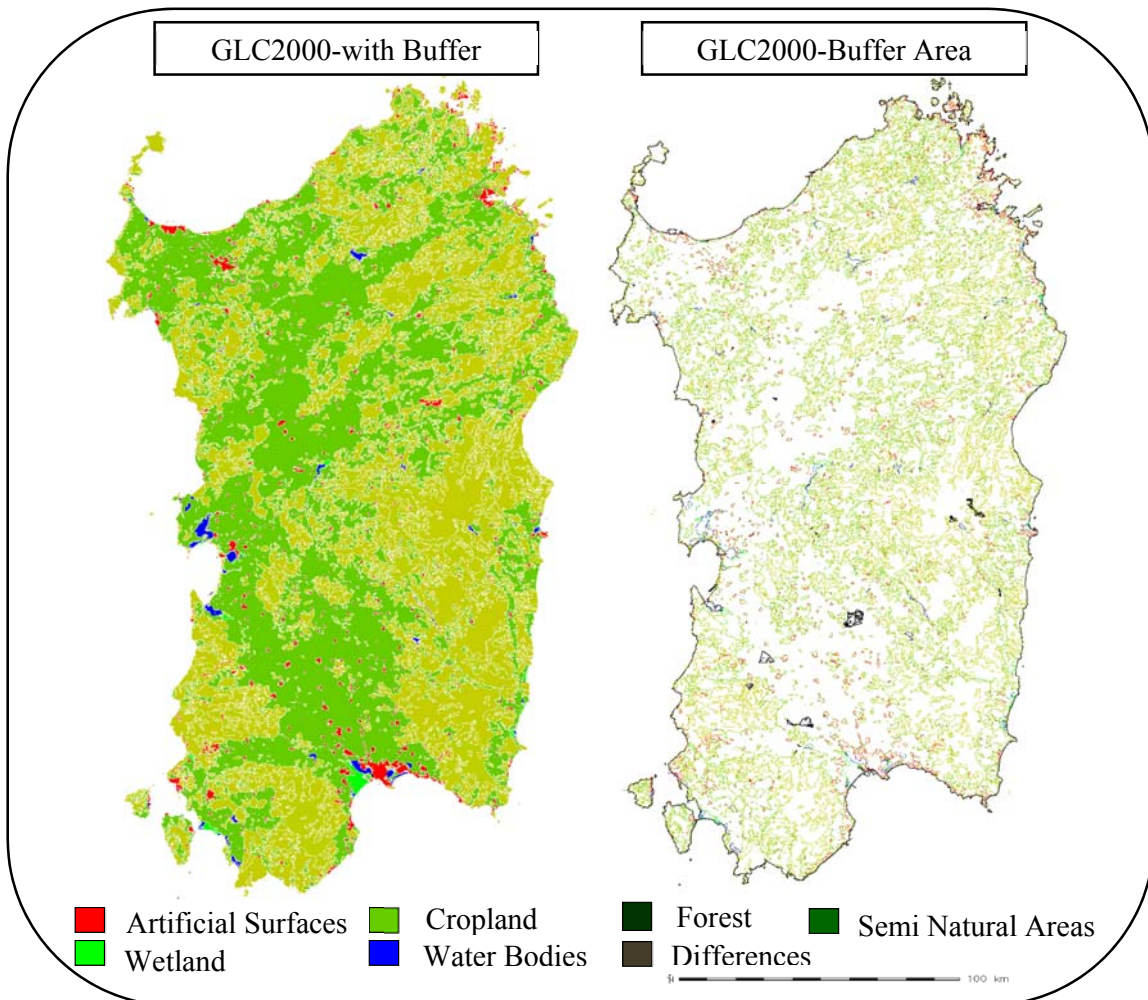 GLC2000-with Buffer
GLC2000-Buffer Area
Artificial Surfaces
Cropland
Forest
Semi Natural Areas
Wetland
Water Bodies
Differences
100 km